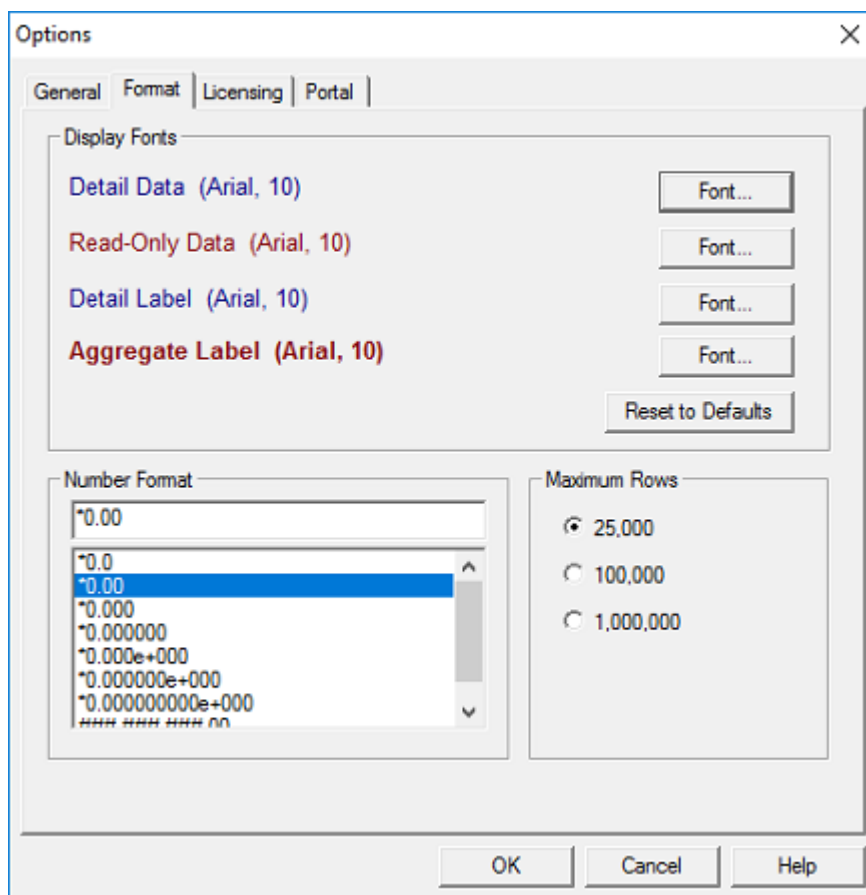 Options
General Format Licensing Portal
Display Fonts
Detail Data (Arial, 10) Font...
Read-Only Data (Arial, 10) Font...
Detail Label (Arial, 10) Font...
Aggregate Label (Arial, 10) Font...
Reset to Defaults
Number Format
*0.00
*0.0
*0.00
*0.000
*0.000000
*0.000e+000
*0.000000e+000
*0.000000000e+000
Maximum Rows
25,000
100,000
1,000,000
OK Cancel Help